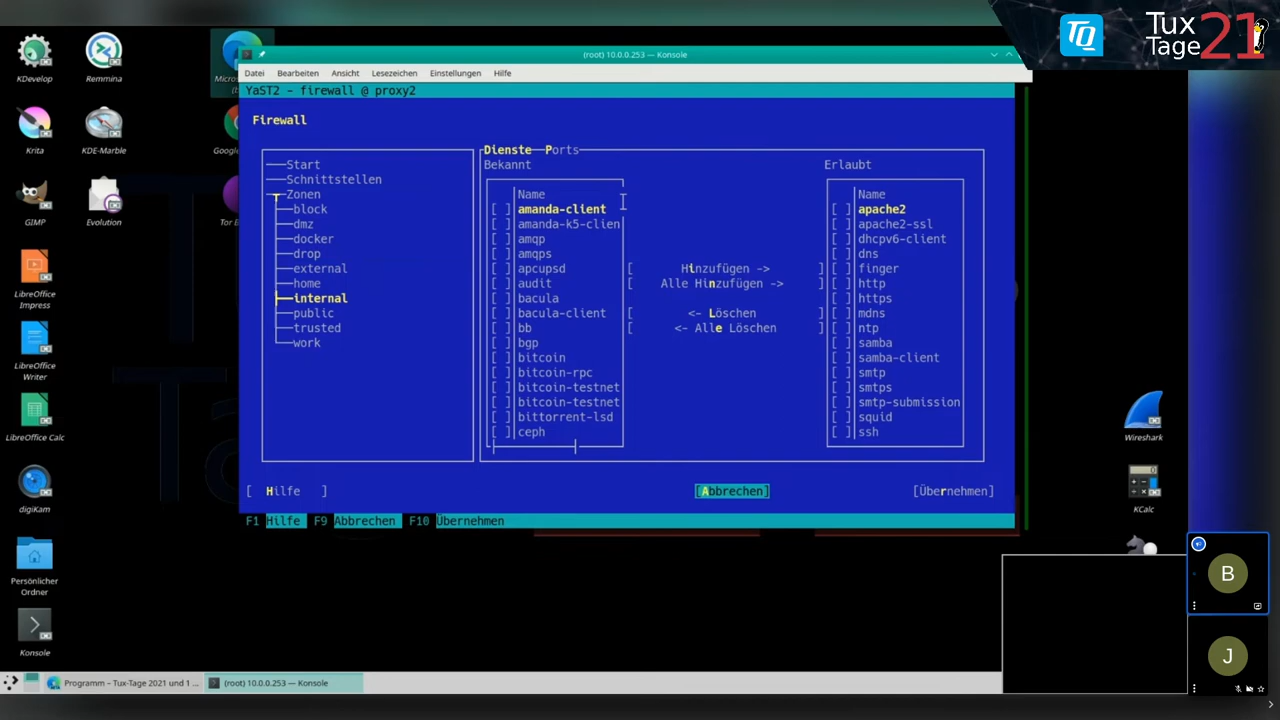 TQ
Tux
Tage 21
KDevelop
Remmina
Micros
Krita
KDE-Marble
Google
GIMP
Evolution
Tor B
LibreOffice
Impress
LibreOffice
Writer
LibreOffice Calc
digiKam
Persönlicher
Ordner
Konsole
(root) 10.0.0.253 — Konsole
Datei Bearbeiten Ansicht Lesezeichen Einstellungen Hilfe
YaST2 - firewall @ proxy2
Firewall
Start
Schnittstellen
Zonen
block
dmz
docker
drop
external
home
internal
public
trusted
work
Dienste Ports
Bekannt
Name
[ ] amanda-client
[ ] amanda-k5-clien
[ ] amqp
[ ] amqps
[ ] apcupsd
[ ] audit
[ ] bacula
[ ] bacula-client
[ ] bb
[ ] bgp
[ ] bitcoin
[ ] bitcoin-rpc
[ ] bitcoin-testnet
[ ] bitcoin-testnet
[ ] bittorrent-lsd
[ ] ceph
[ Hinzufügen -> ]
[ Alle Hinzufügen -> ]
[ <- Löschen ]
[ <- Alle Löschen ]
Erlaubt
Name
[ ] apache2
[ ] apache2-ssl
[ ] dhcpv6-client
[ ] dns
[ ] finger
[ ] http
[ ] https
[ ] mdns
[ ] ntp
[ ] samba
[ ] samba-client
[ ] smtp
[ ] smtps
[ ] smtp-submission
[ ] squid
[ ] ssh
[ Hilfe ]
[Abbrechen]
[Übernehmen]
F1 Hilfe F9 Abbrechen F10 Übernehmen
Wireshark
KCalc
B
J
Programm – Tux-Tage 2021 und 1 ...
(root) 10.0.0.253 — Konsole